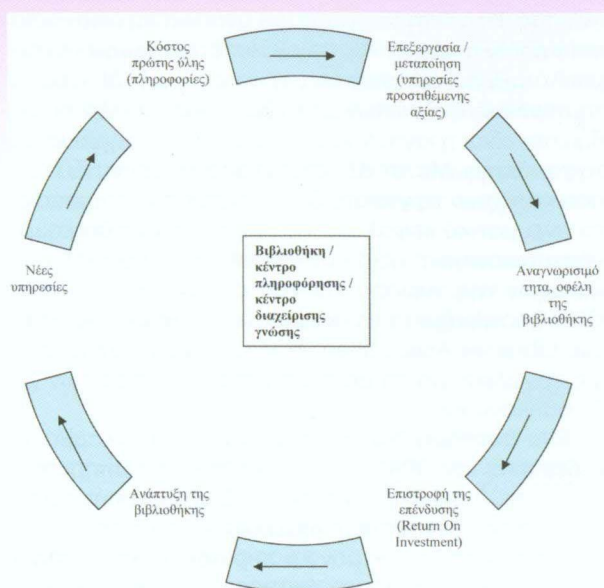 Κόστος
πρώτης ύλης
(πληροφορίες)
Επεξεργασία /
μεταποίηση
(υπηρεσίες
προστιθέμενης
αξίας)
Αναγνωρισιμό
τητα, οφέλη
της
βιβλιοθήκης
Επιστροφή της
επένδυσης
(Return On
Investment)
Ανάπτυξη της
βιβλιοθήκης
Νέες
υπηρεσίες
Βιβλιοθήκη /
κέντρο
πληροφόρησης /
κέντρο
διαχείρισης
γνώσης